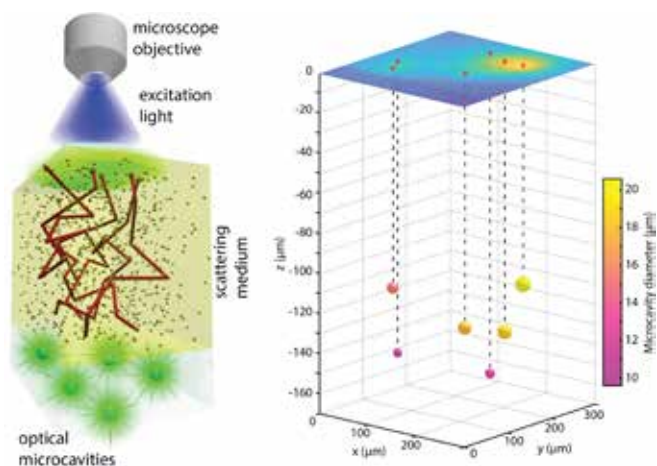 microscope
objective
excitation
light
scattering
medium
optical
microcavities
0
-20
-40
-60
-80
-100
-120
-140
-160
z (μm)
0
100
200
x (μm)
0
100
200
300
y (μm)
20
18
16
14
12
10
Microcavity diameter (μm)